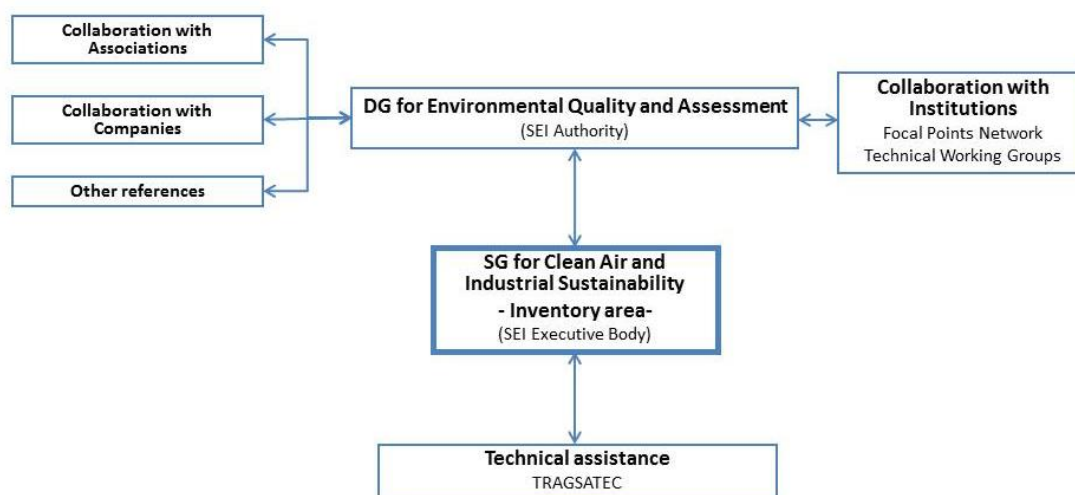 Collaboration with
Associations
Collaboration with
Companies
Other references
DG for Environmental Quality and Assessment
(SEI Authority)
Collaboration with
Institutions
Focal Points Network
Technical Working Groups
SG for Clean Air and
Industrial Sustainability
- Inventory area-
(SEI Executive Body)
Technical assistance
TRAGSATEC